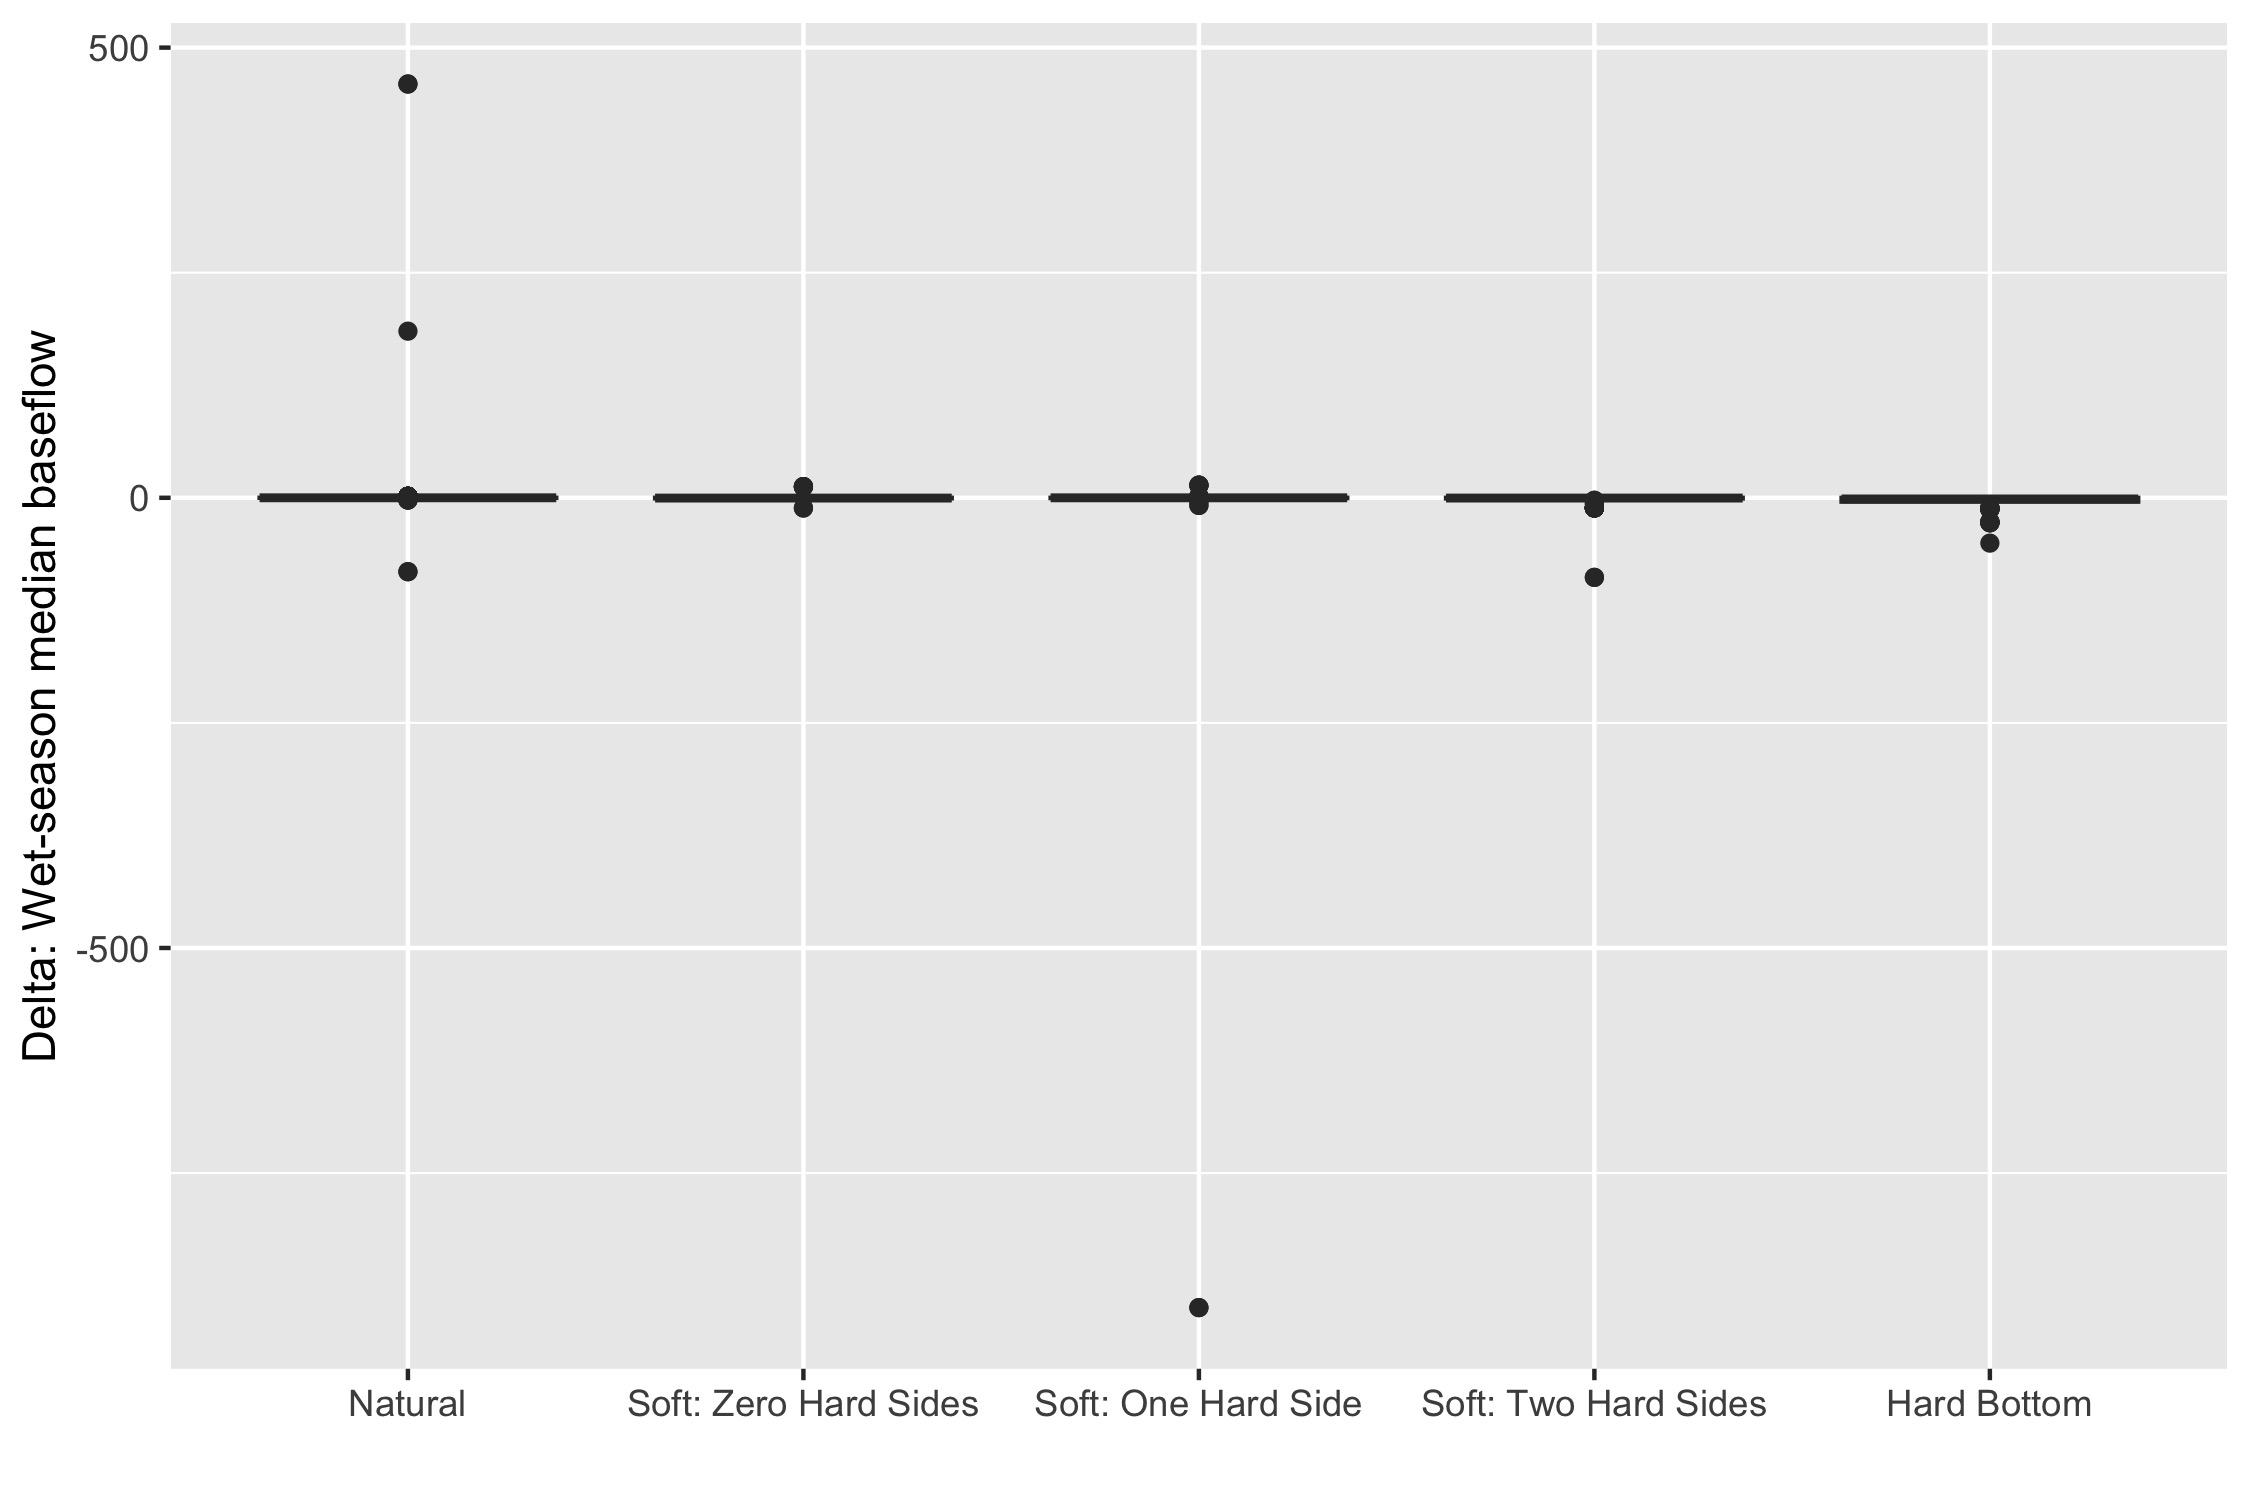 Delta: Wet-season median baseflow
500
0
-500
Natural
Soft: Zero Hard Sides
Soft: One Hard Side
Soft: Two Hard Sides
Hard Bottom